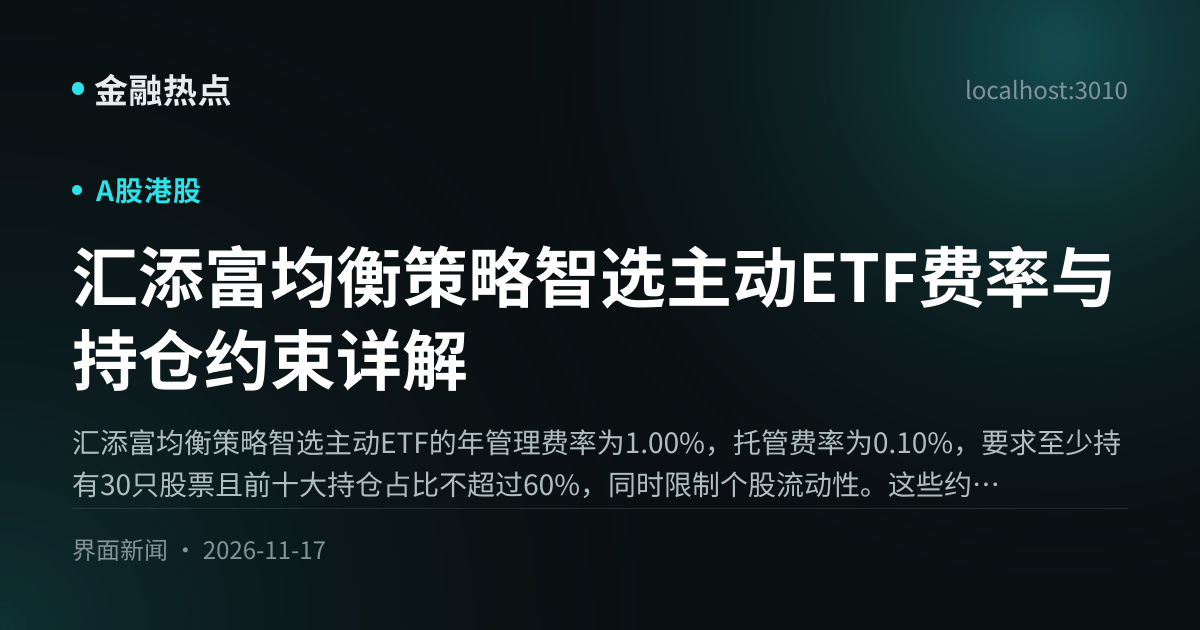 金融热点
localhost:3010
A股港股
汇添富均衡策略智选主动ETF费率与
持仓约束详解
汇添富均衡策略智选主动ETF的年管理费率为1.00%，托管费率为0.10%，要求至少持
有30只股票且前十大持仓占比不超过60%，同时限制个股流动性。这些约…
界面新闻 • 2026-11-17